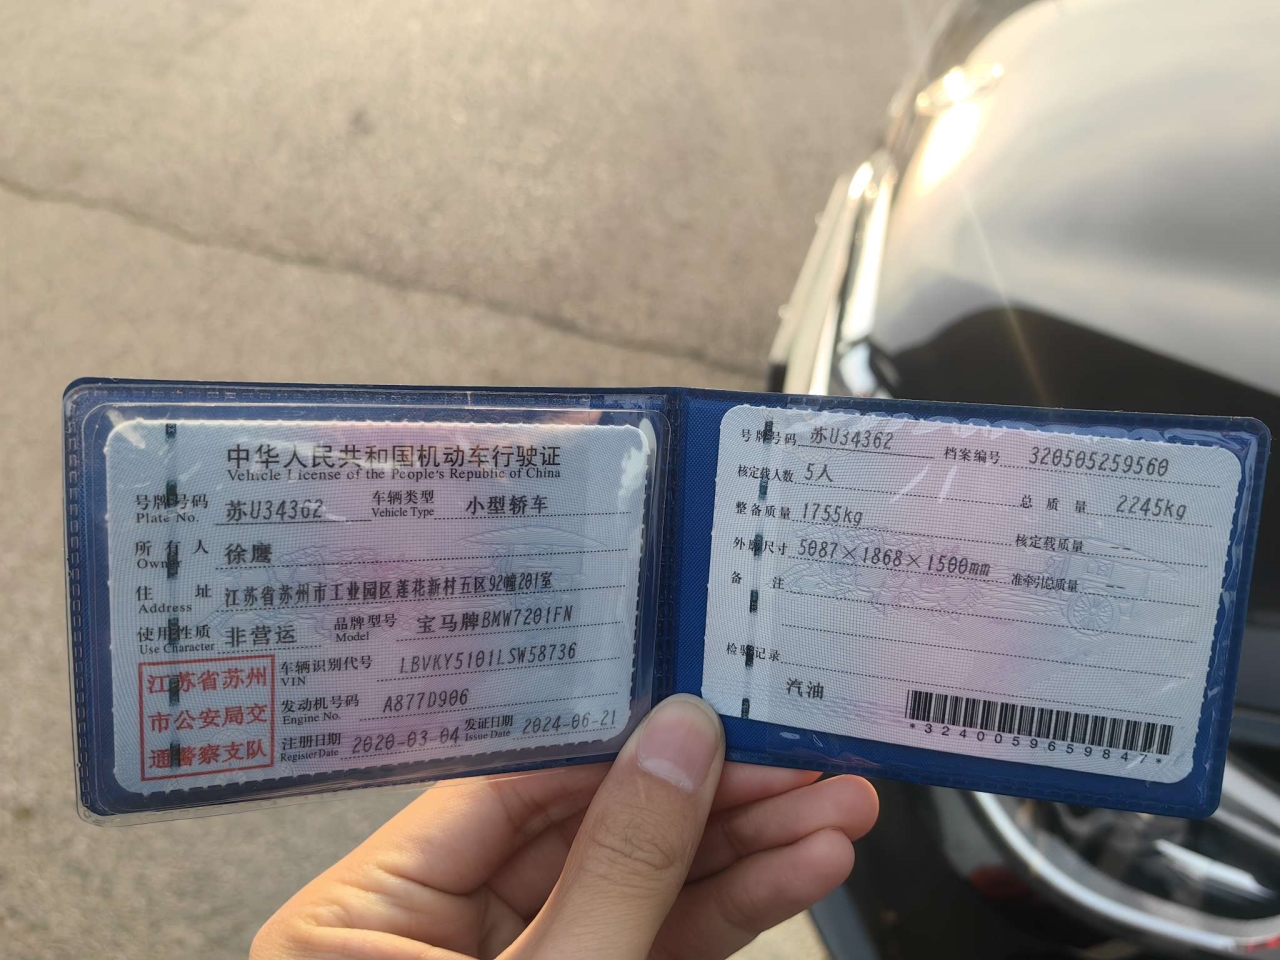 中华人民共和国机动车行驶证
Vehicle License of the People's Republic of China
号牌号码 苏U34362 车辆类型 小型轿车
Plate No. Vehicle Type
所有人 徐鹰
Owner
住址 江苏省苏州市工业园区莲花新村五区92幢201室
Address
使用性质 非营运 品牌型号 宝马牌BMW7201FN
Use Character Model
江苏省苏州
市公安局交
通警察支队
车辆识别代号 LBVKY5101LSW58736
VIN
发动机号码 A877D906
Engine No.
注册日期 2020-03-04 发证日期 2024-06-21
Register Date Issue Date
号牌号码 苏U34362 档案编号 320505259560
核定载人数 5人 总质量 2245kg
整备质量 1755kg 核定载质量 --
外廓尺寸 5087×1868×1500mm 准牵引总质量 --
备注
检验记录
汽油
*3240059659847*